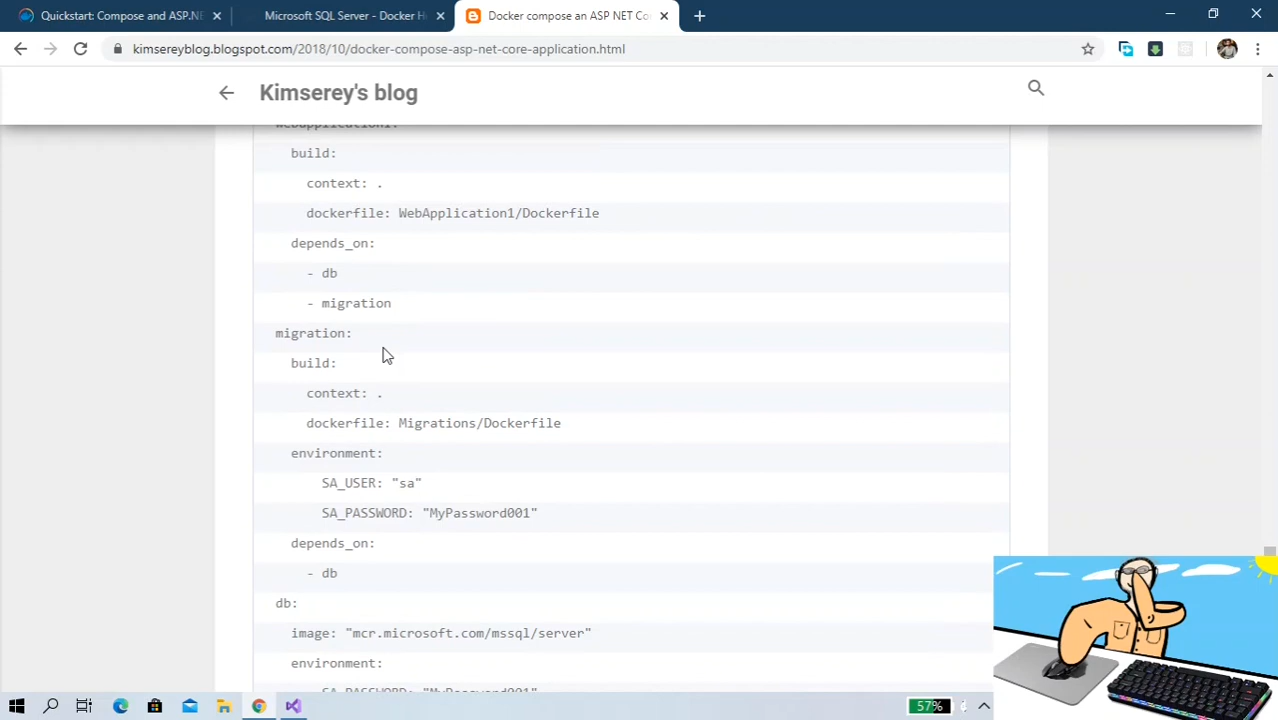 Quickstart: Compose and ASP.NE
Microsoft SQL Server - Docker H
Docker compose an ASP NET Co
kimsereyblog.blogspot.com/2018/10/docker-compose-asp-net-core-application.html
Kimserey's blog
webapplication1:
build:
context: .
dockerfile: WebApplication1/Dockerfile
depends_on:
- db
- migration
migration:
build:
context: .
dockerfile: Migrations/Dockerfile
environment:
SA_USER: "sa"
SA_PASSWORD: "MyPassword001"
depends_on:
- db
db:
image: "mcr.microsoft.com/mssql/server"
environment:
SA_PASSWORD: "MyPassword001"
57%